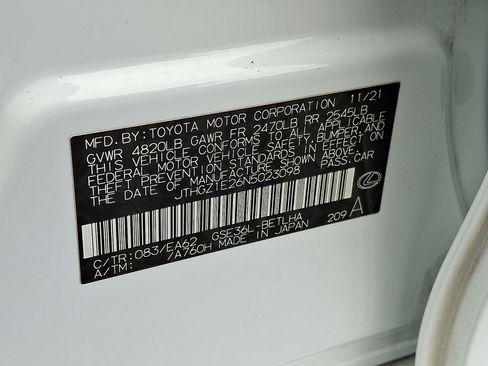 MFD. BY: TOYOTA MOTOR CORPORATION 11/21
GVWR 4820LB GAWR FR 2470LB RR 2545LB
THIS VEHICLE CONFORMS TO ALL APPLICABLE
FEDERAL MOTOR VEHICLE SAFETY, BUMPER, AND
THEFT PREVENTION STANDARDS IN EFFECT ON
THE DATE OF MANUFACTURE SHOWN ABOVE.
JTHGZ1E26N5023098 PASS.CAR
C/TR: 083/EA62 GSE36L-BETLHA 209 A
A/TM: /A760H MADE IN JAPAN